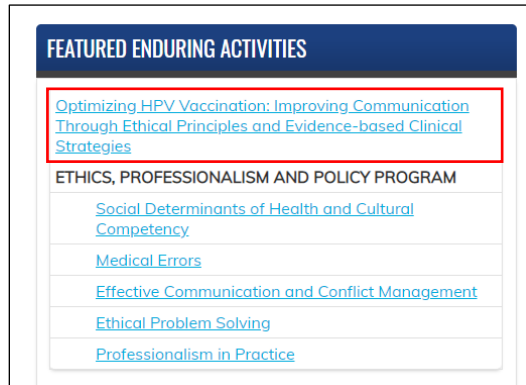 FEATURED ENDURING ACTIVITIES
Optimizing HPV Vaccination: Improving Communication
Through Ethical Principles and Evidence-based Clinical
Strategies
ETHICS, PROFESSIONALISM AND POLICY PROGRAM
Social Determinants of Health and Cultural
Competency
Medical Errors
Effective Communication and Conflict Management
Ethical Problem Solving
Professionalism in Practice